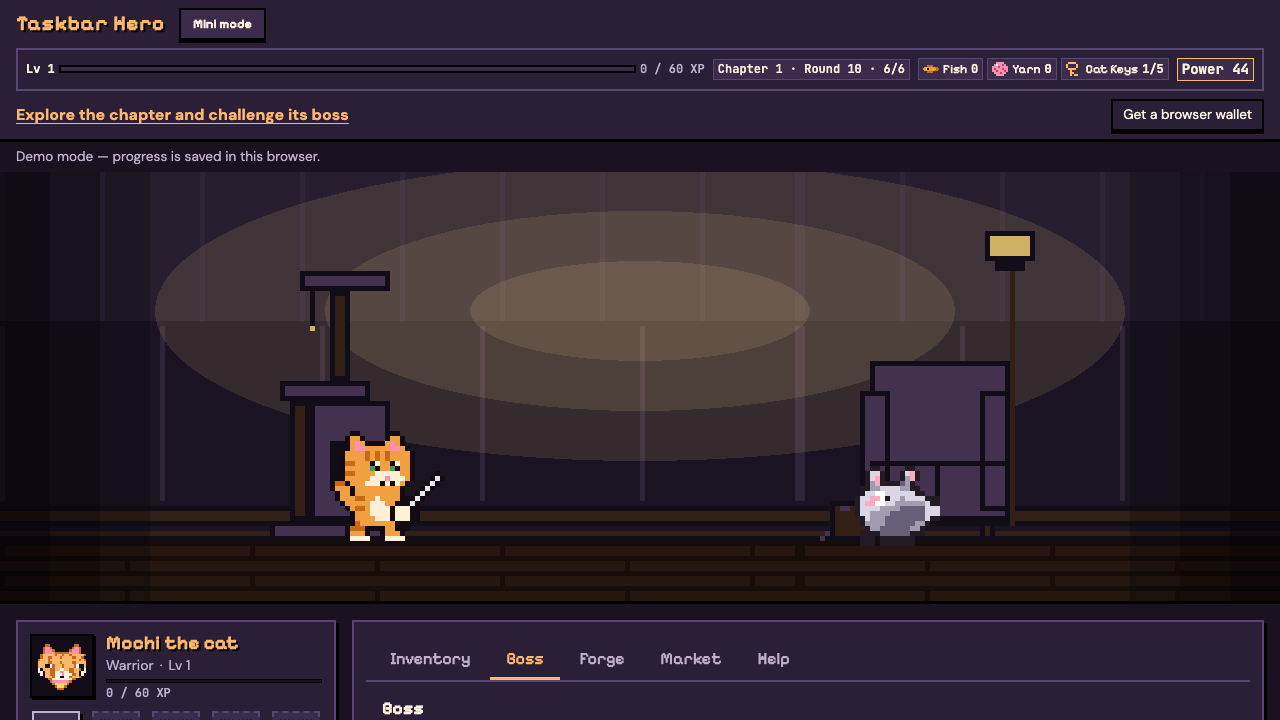 Taskbar Hero
Mini mode
Lv 1
0 / 60 XP
Chapter 1 · Round 10 · 6/6
Fish 0
Yarn 0
Cat Keys 1/5
Power 44
Explore the chapter and challenge its boss
Get a browser wallet
Demo mode — progress is saved in this browser.
Mochi the cat
Warrior · Lv 1
0 / 60 XP
Inventory
Boss
Forge
Market
Help
Boss